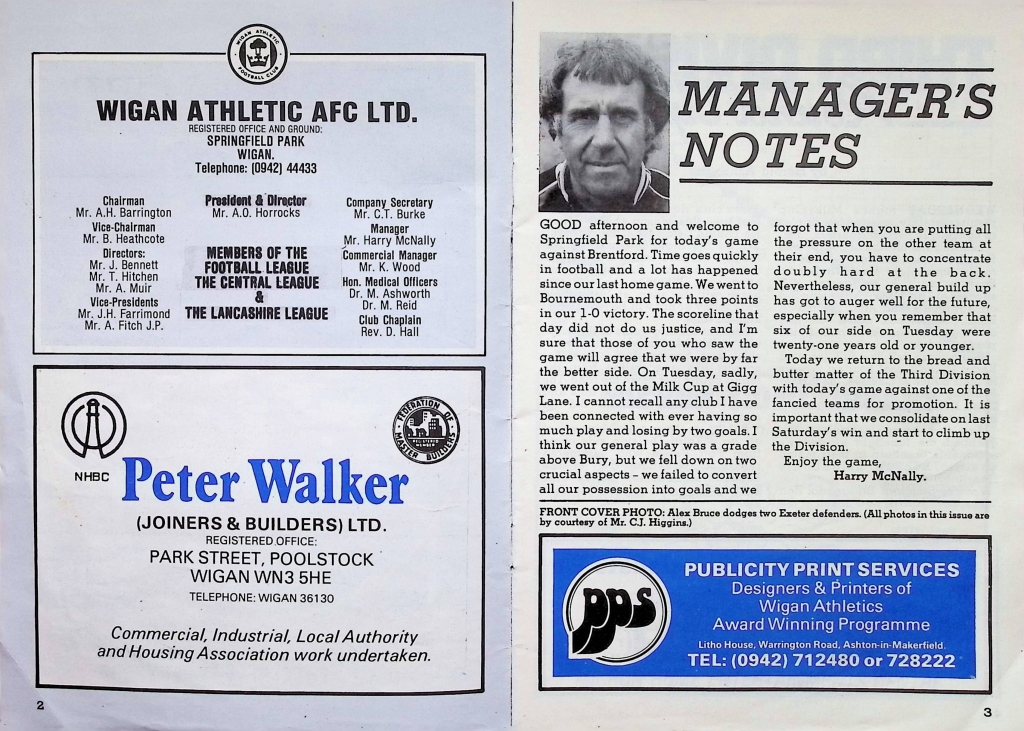 WIGAN ATHLETIC
FOOTBALL CLUB
WIGAN ATHLETIC AFC LTD.
REGISTERED OFFICE AND GROUND:
SPRINGFIELD PARK
WIGAN.
Telephone: (0942) 44433
Chairman
Mr. A.H. Barrington
Vice-Chairman
Mr. B. Heathcote
Directors:
Mr. J. Bennett
Mr. T. Hitchen
Mr. A. Muir
Vice-Presidents
Mr. J.H. Farrimond
Mr. A. Fitch J.P.
President & Director
Mr. A.O. Horrocks
MEMBERS OF THE
FOOTBALL LEAGUE
THE CENTRAL LEAGUE
&
THE LANCASHIRE LEAGUE
Company Secretary
Mr. C.T. Burke
Manager
Mr. Harry McNally
Commercial Manager
Mr. K. Wood
Hon. Medical Officers
Dr. M. Ashworth
Dr. M. Reid
Club Chaplain
Rev. D. Hall
NHBC
FEDERATION OF
REGISTERED
MEMBER
MASTER BUILDERS
Peter Walker
(JOINERS & BUILDERS) LTD.
REGISTERED OFFICE:
PARK STREET, POOLSTOCK
WIGAN WN3 5HE
TELEPHONE: WIGAN 36130
Commercial, Industrial, Local Authority
and Housing Association work undertaken.
2
MANAGER'S
NOTES
GOOD afternoon and welcome to
Springfield Park for today's game
against Brentford. Time goes quickly
in football and a lot has happened
since our last home game. We went to
Bournemouth and took three points
in our 1-0 victory. The scoreline that
day did not do us justice, and I'm
sure that those of you who saw the
game will agree that we were by far
the better side. On Tuesday, sadly,
we went out of the Milk Cup at Gigg
Lane. I cannot recall any club I have
been connected with ever having so
much play and losing by two goals. I
think our general play was a grade
above Bury, but we fell down on two
crucial aspects – we failed to convert
all our possession into goals and we
forgot that when you are putting all
the pressure on the other team at
their end, you have to concentrate
doubly hard at the back.
Nevertheless, our general build up
has got to auger well for the future,
especially when you remember that
six of our side on Tuesday were
twenty-one years old or younger.
Today we return to the bread and
butter matter of the Third Division
with today's game against one of the
fancied teams for promotion. It is
important that we consolidate on last
Saturday's win and start to climb up
the Division.
Enjoy the game,
Harry McNally.
FRONT COVER PHOTO: Alex Bruce dodges two Exeter defenders. (All photos in this issue are
by courtesy of Mr. C.J. Higgins.)
pps
PUBLICITY PRINT SERVICES
Designers & Printers of
Wigan Athletics
Award Winning Programme
Litho House, Warrington Road, Ashton-in-Makerfield.
TEL: (0942) 712480 or 728222
3